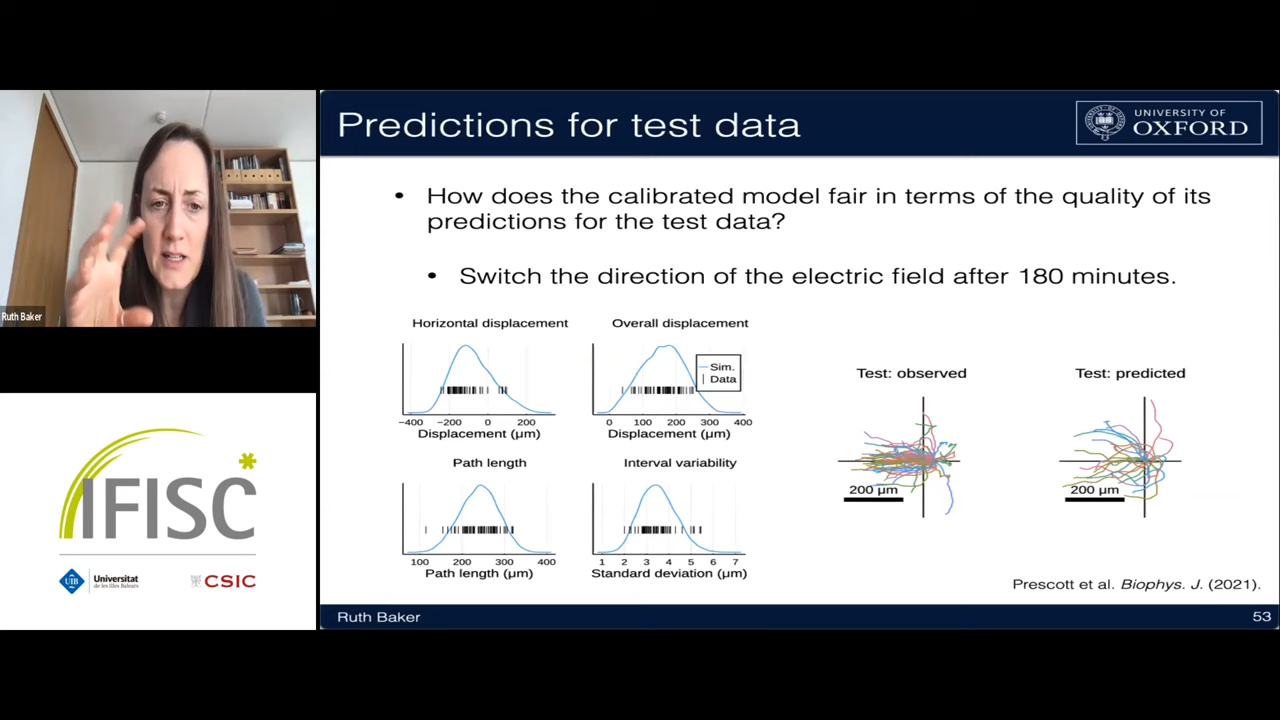 Ruth Baker
IFISC
UIB
Universitat
de les Illes Balears
CSIC
Predictions for test data
UNIVERSITY OF
OXFORD
• How does the calibrated model fair in terms of the quality of its
predictions for the test data?
• Switch the direction of the electric field after 180 minutes.
Horizontal displacement
−400 −200 0 200
Displacement (μm)
Overall displacement
Sim.
Data
0 100 200 300 400
Displacement (μm)
Path length
100 200 300 400
Path length (μm)
Interval variability
1 2 3 4 5 6 7
Standard deviation (μm)
Test: observed
200 μm
Test: predicted
200 μm
Prescott et al. Biophys. J. (2021).
Ruth Baker
53